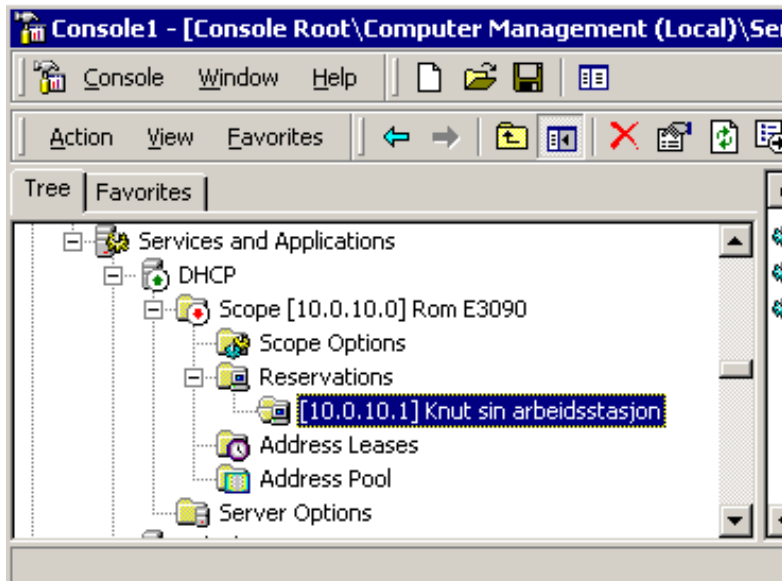 Console1 - [Console Root\Computer Management (Local)\Ser
Console Window Help
Action View Favorites
Tree Favorites
Services and Applications
DHCP
Scope [10.0.10.0] Rom E3090
Scope Options
Reservations
[10.0.10.1] Knut sin arbeidsstasjon
Address Leases
Address Pool
Server Options